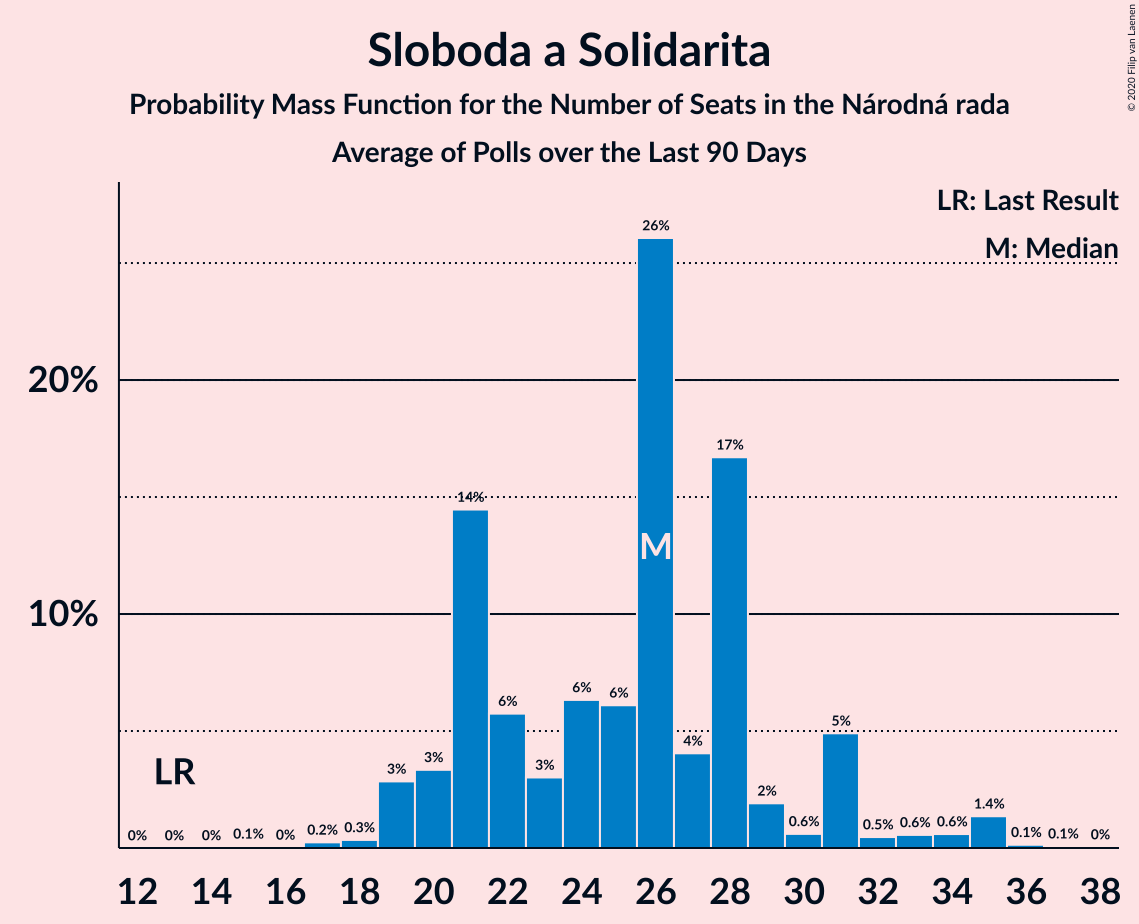 Sloboda a Solidarita
Probability Mass Function for the Number of Seats in the Národná rada
Average of Polls over the Last 90 Days
© 2020 Filip van Laenen
LR: Last Result
M: Median
20%
10%
0% 0% 0% 0.1% 0% 0.2% 0.3% 3% 3% 14% 6% 3% 6% 6% 26% 4% 17% 2% 0.6% 5% 0.5% 0.6% 0.6% 1.4% 0.1% 0.1% 0%
LR
M
12 14 16 18 20 22 24 26 28 30 32 34 36 38